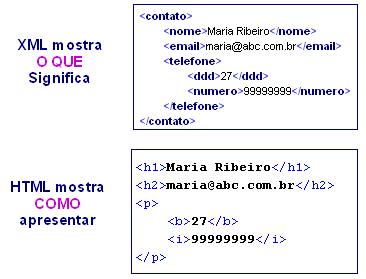 XML mostra
O QUE
Significa
<contato>
<nome>Maria Ribeiro</nome>
<email>maria@abc.com.br</email>
<telefone>
<ddd>27</ddd>
<numero>99999999</numero>
</telefone>
</contato>
HTML mostra
COMO
apresentar
<h1>Maria Ribeiro</h1>
<h2>maria@abc.com.br</h2>
<p>
<b>27</b>
<i>99999999</i>
</p>